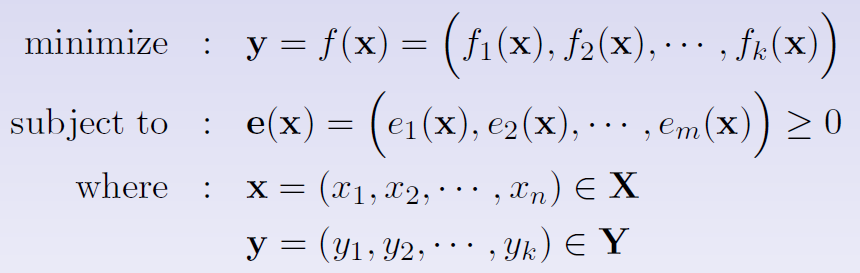 minimize : y = f(x) = (f₁(x), f₂(x), ⋯ , fₖ(x))
subject to : e(x) = (e₁(x), e₂(x), ⋯ , eₘ(x)) ≥ 0
where : x = (x₁, x₂, ⋯ , xₙ) ∈ X
y = (y₁, y₂, ⋯ , yₖ) ∈ Y